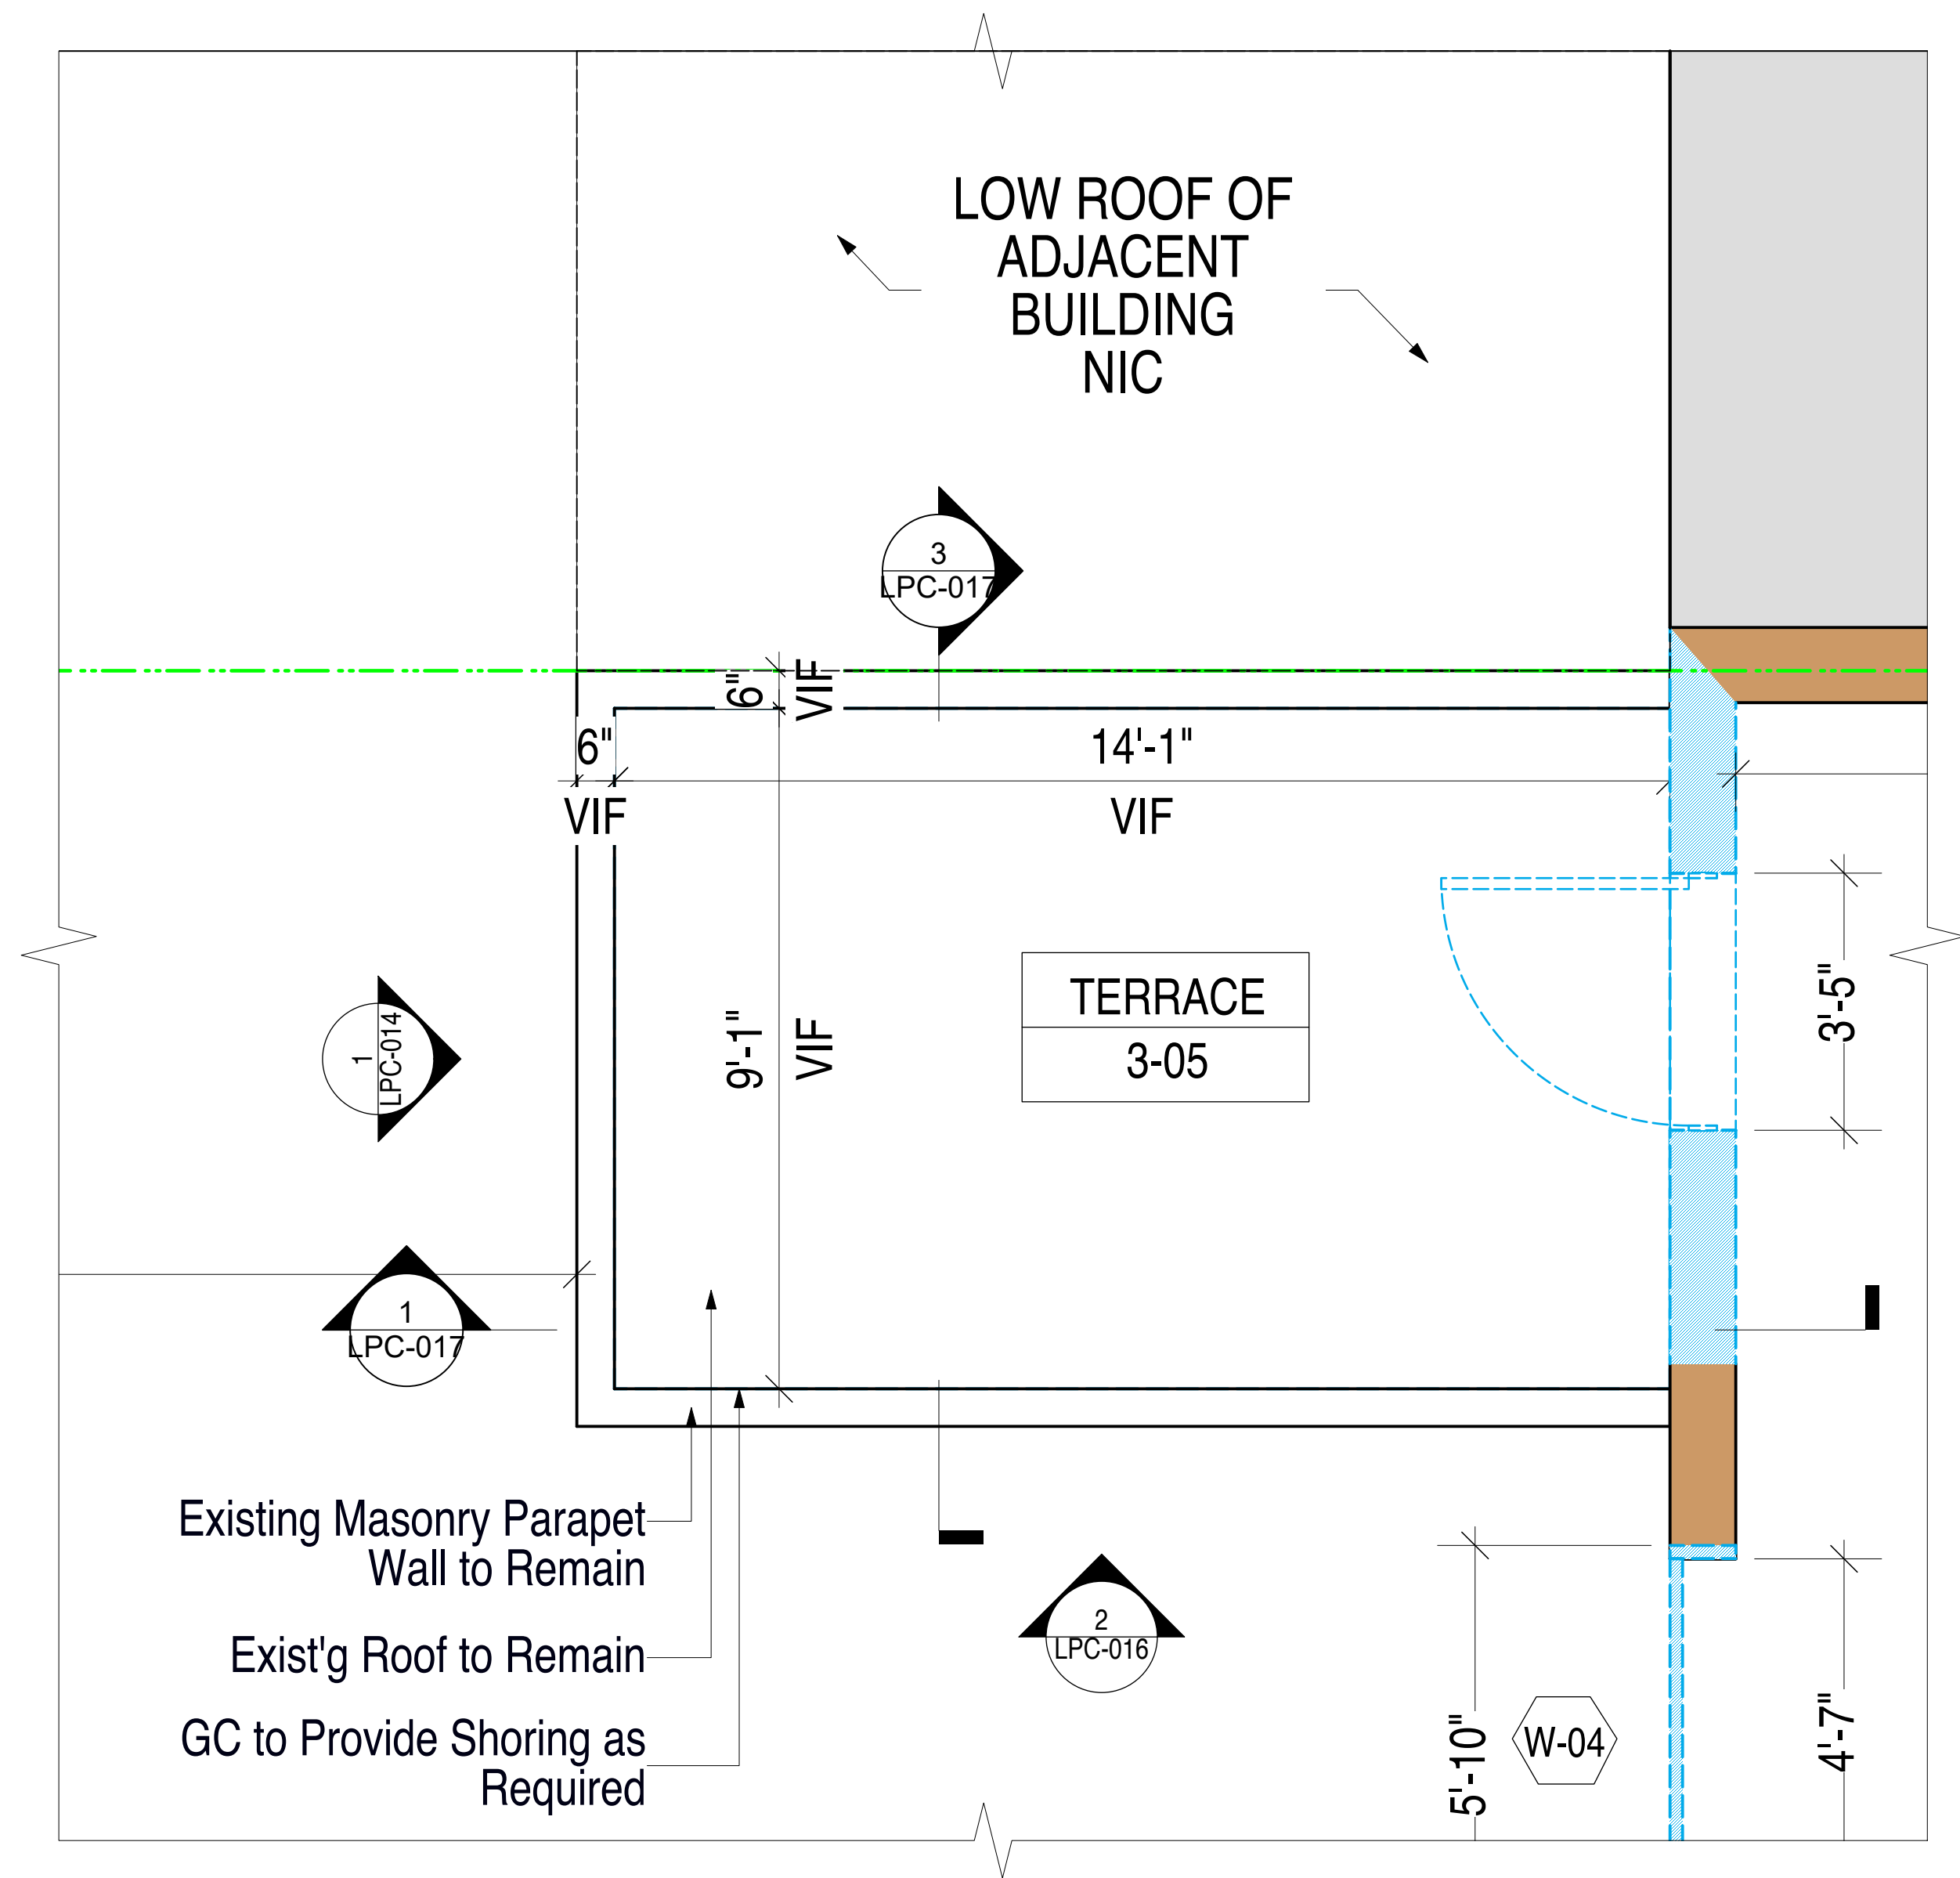 LOW ROOF OF
ADJACENT
BUILDING
NIC
3
LPC-017
6"
VIF
6"
VIF
14'-1"
VIF
9'-1"
VIF
TERRACE
3-05
3'-5"
1
LPC-014
1
LPC-017
Existing Masonry Parapet
Wall to Remain
Exist'g Roof to Remain
GC to Provide Shoring as
Required
2
LPC-016
5'-10"
W-04
4'-7"